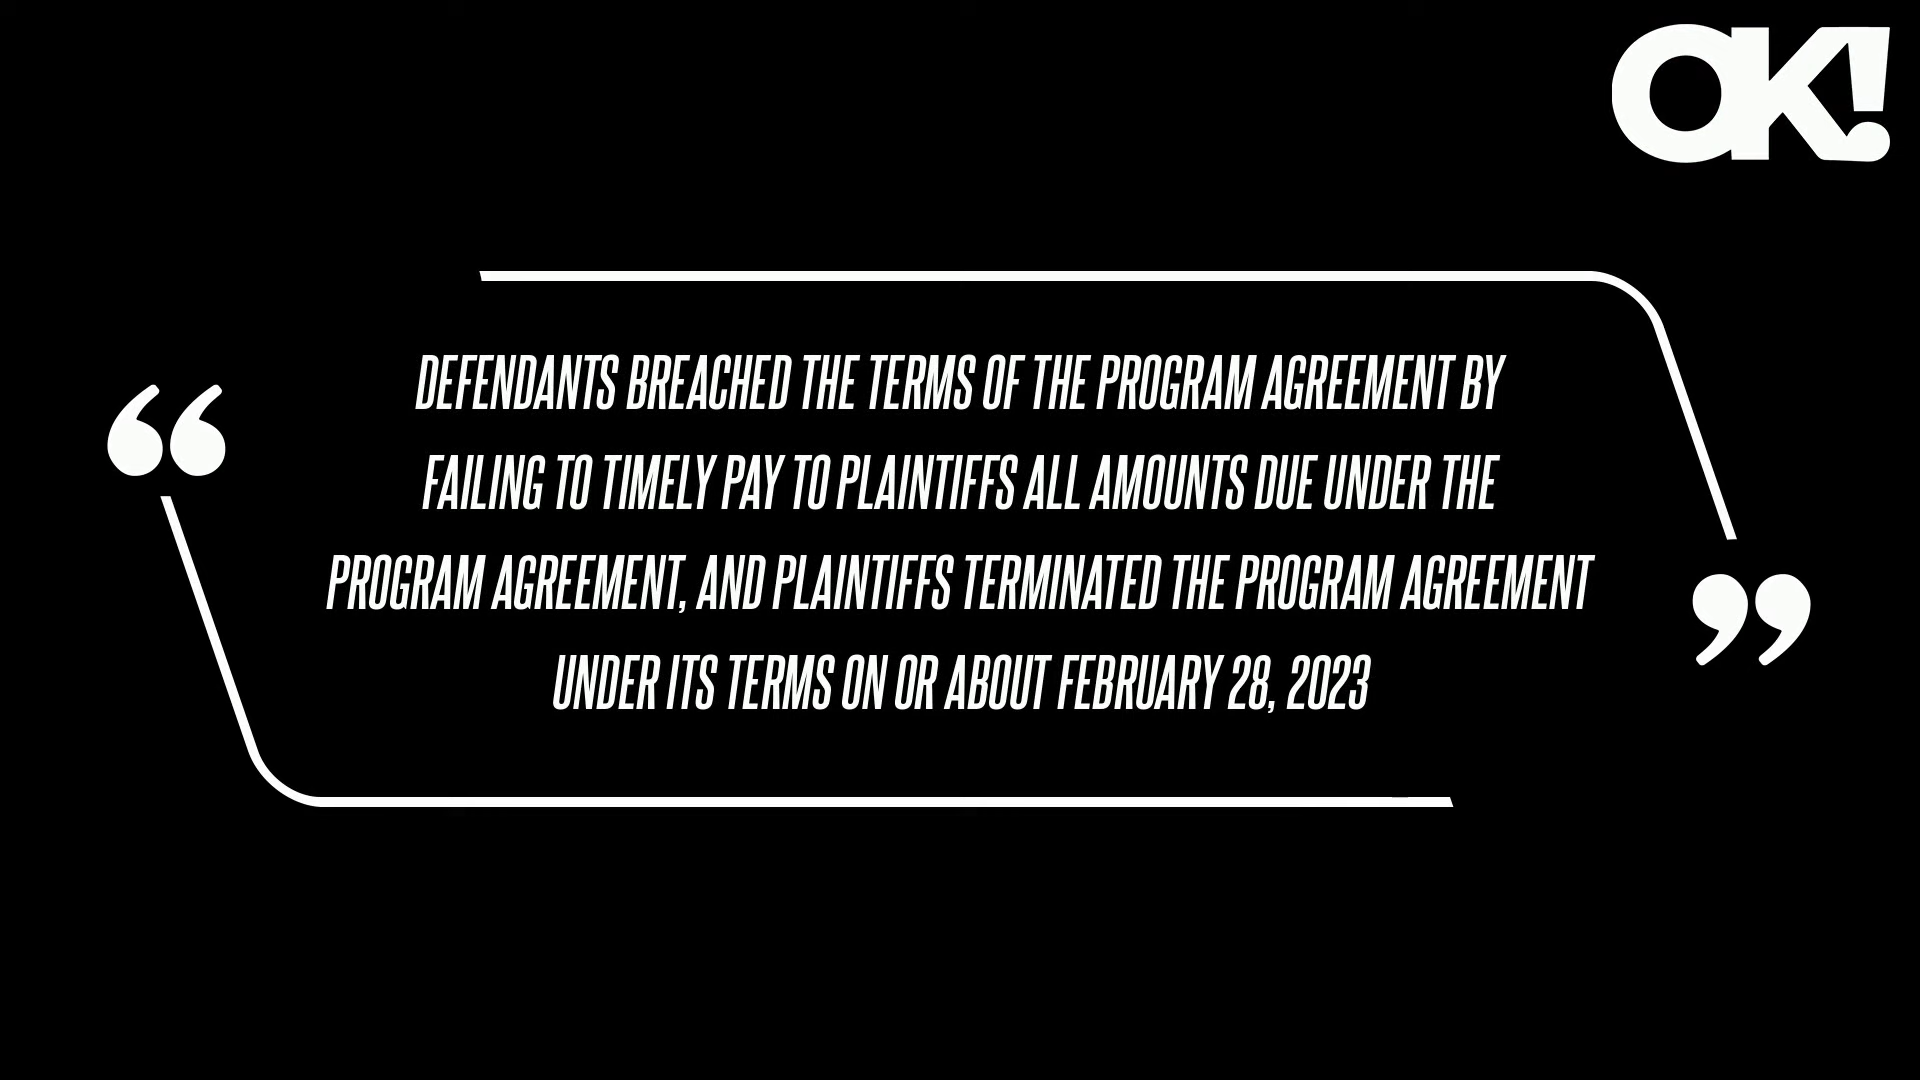 OK!
“
DEFENDANTS BREACHED THE TERMS OF THE PROGRAM AGREEMENT BY
FAILING TO TIMELY PAY TO PLAINTIFFS ALL AMOUNTS DUE UNDER THE
PROGRAM AGREEMENT, AND PLAINTIFFS TERMINATED THE PROGRAM AGREEMENT
UNDER ITS TERMS ON OR ABOUT FEBRUARY 28, 2023
”